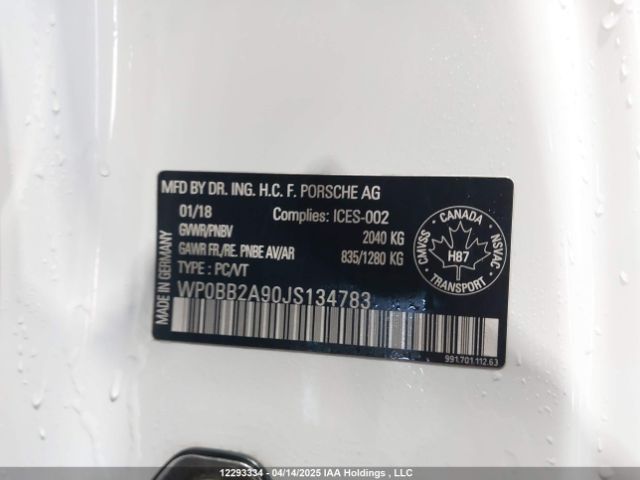 MFD BY DR. ING. H.C. F. PORSCHE AG
01/18 Complies: ICES-002
GVWR/PNBV 2040 KG
GAWR FR./RE. PNBE AV/AR 835/1280 KG
TYPE : PC/VT
WP0BB2A90JS134783
MADE IN GERMANY
CANADA
CMVSS
NSVAC
H87
TRANSPORT
991.701.112.63
12293334 - 04/14/2025 IAA Holdings , LLC